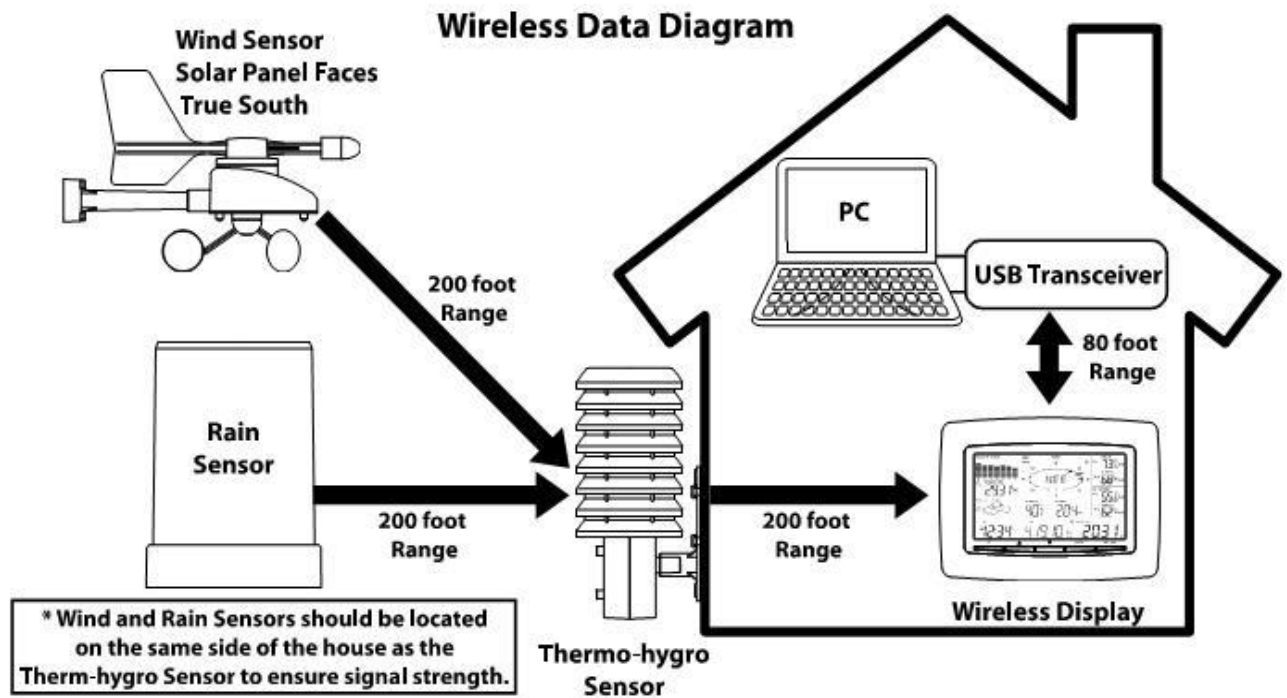 Wireless Data Diagram
Wind Sensor
Solar Panel Faces
True South
PC
USB Transceiver
200 foot
Range
80 foot
Range
Rain
Sensor
200 foot
Range
200 foot
Range
12:34
Wireless Display
* Wind and Rain Sensors should be located
on the same side of the house as the
Therm-hygro Sensor to ensure signal strength.
Thermo-hygro
Sensor